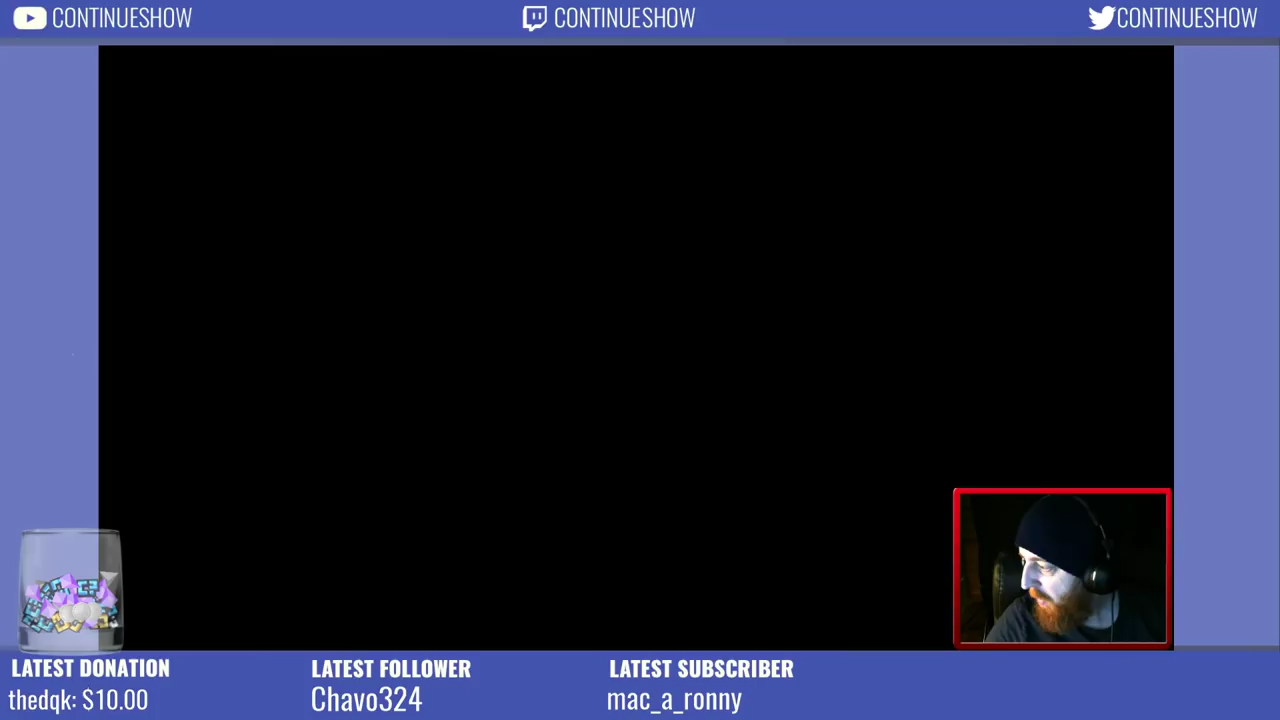 CONTINUESHOW
CONTINUESHOW
CONTINUESHOW
LATEST DONATION
thedqk: $10.00
LATEST FOLLOWER
Chavo324
LATEST SUBSCRIBER
mac_a_ronny